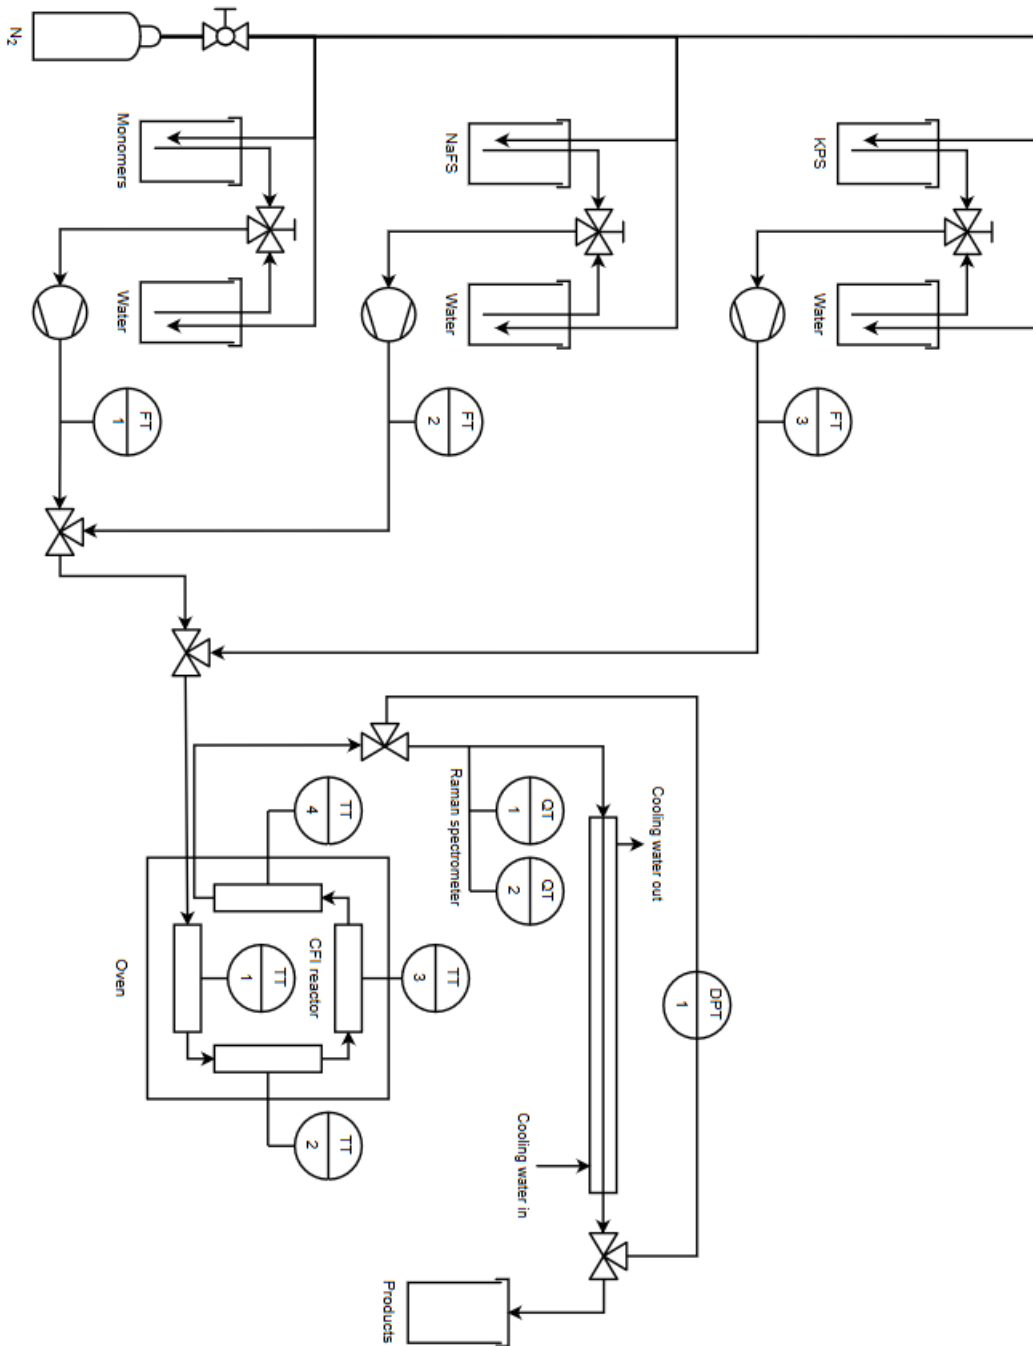 N₂
Monomers
NaFS
KPS
Water
Water
Water
FT
1
FT
2
FT
3
Cooling water out
QT
1
Raman spectrometer
QT
2
TT
4
CFI reactor
TT
1
TT
3
Oven
DPT
1
TT
2
Cooling water in
Products